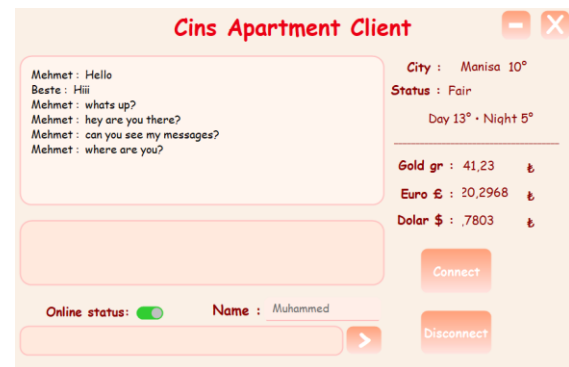 Cins Apartment Client
Mehmet : Hello
Beste : Hiii
Mehmet : whats up?
Mehmet : hey are you there?
Mehmet : can you see my messages?
Mehmet : where are you?
City : Manisa 10°
Status : Fair
Day 13° • Night 5°
Gold gr : 41,23 ₺
Euro £ : 20,2968 ₺
Dolar $ : ,7803 ₺
Connect
Online status:
Name : Muhammed
Disconnect
>